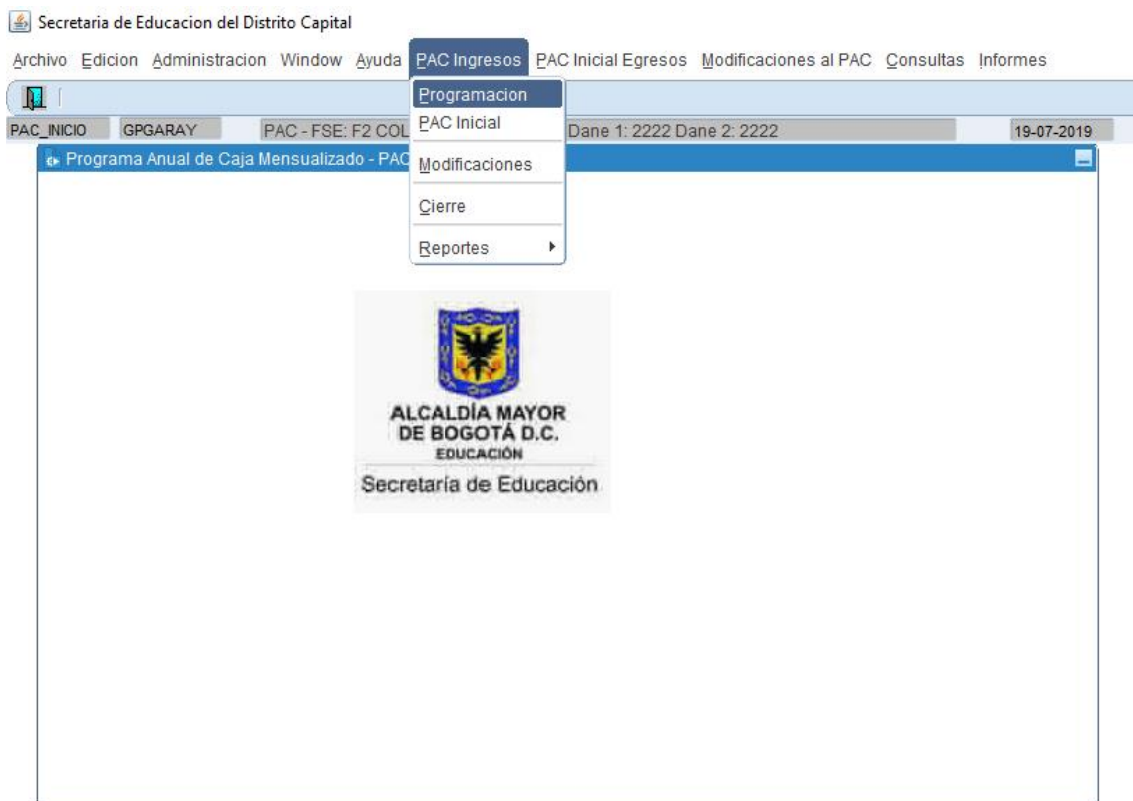 Secretaria de Educacion del Distrito Capital
Archivo Edicion Administracion Window Ayuda PAC Ingresos PAC Inicial Egresos Modificaciones al PAC Consultas Informes
Programacion
PAC Inicial
Modificaciones
Cierre
Reportes
PAC_INICIO GPGARAY PAC - FSE: F2 COL Dane 1: 2222 Dane 2: 2222 19-07-2019
Programa Anual de Caja Mensualizado - PAC
ALCALDÍA MAYOR
DE BOGOTÁ D.C.
EDUCACIÓN
Secretaría de Educación